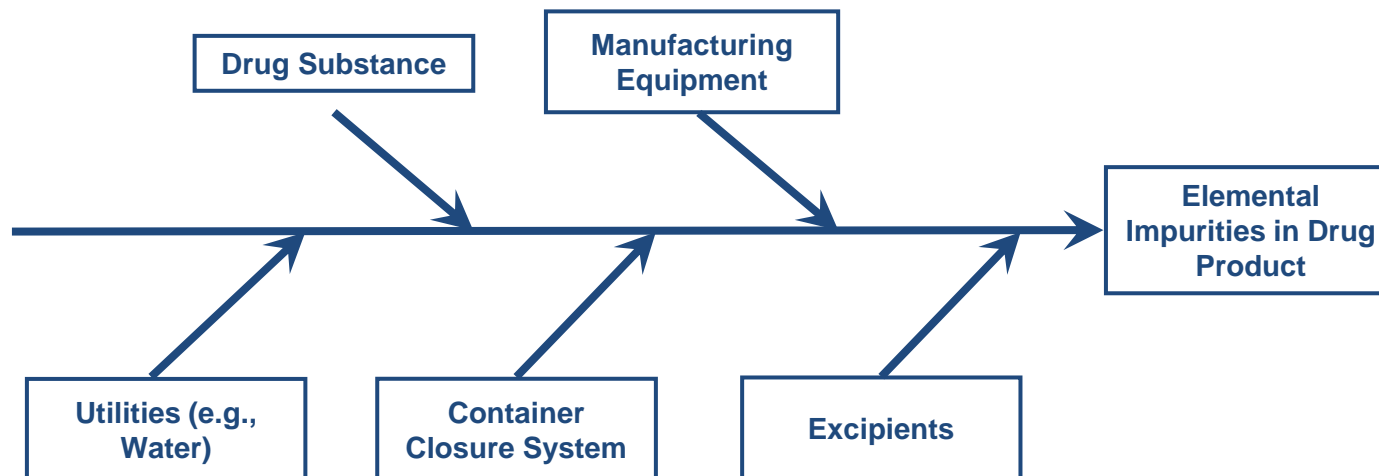 Drug Substance
Manufacturing
Equipment
Elemental
Impurities in Drug
Product
Utilities (e.g.,
Water)
Container
Closure System
Excipients